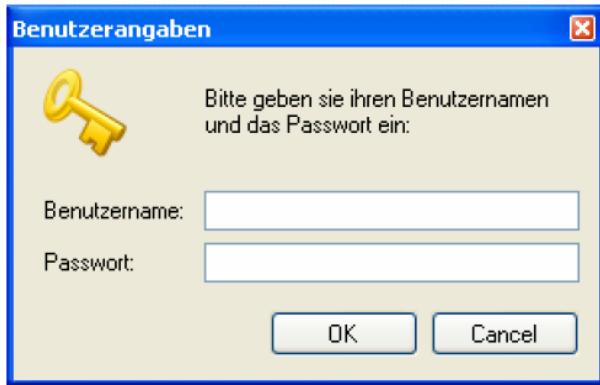 Benutzerangaben
Bitte geben sie ihren Benutzernamen
und das Passwort ein:
Benutzername:
Passwort:
OK
Cancel